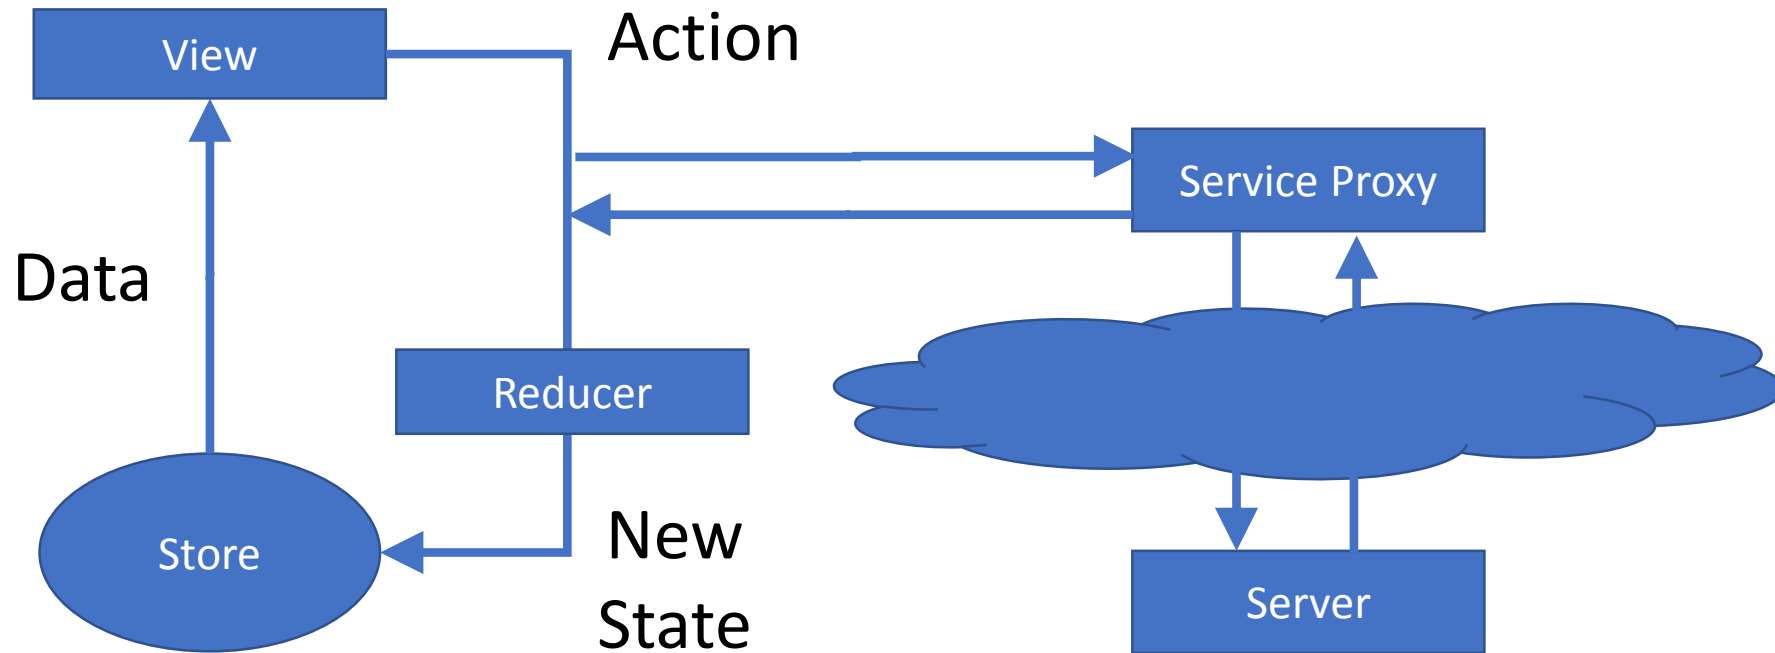 View
Action
Service Proxy
Data
Reducer
Store
New
State
Server